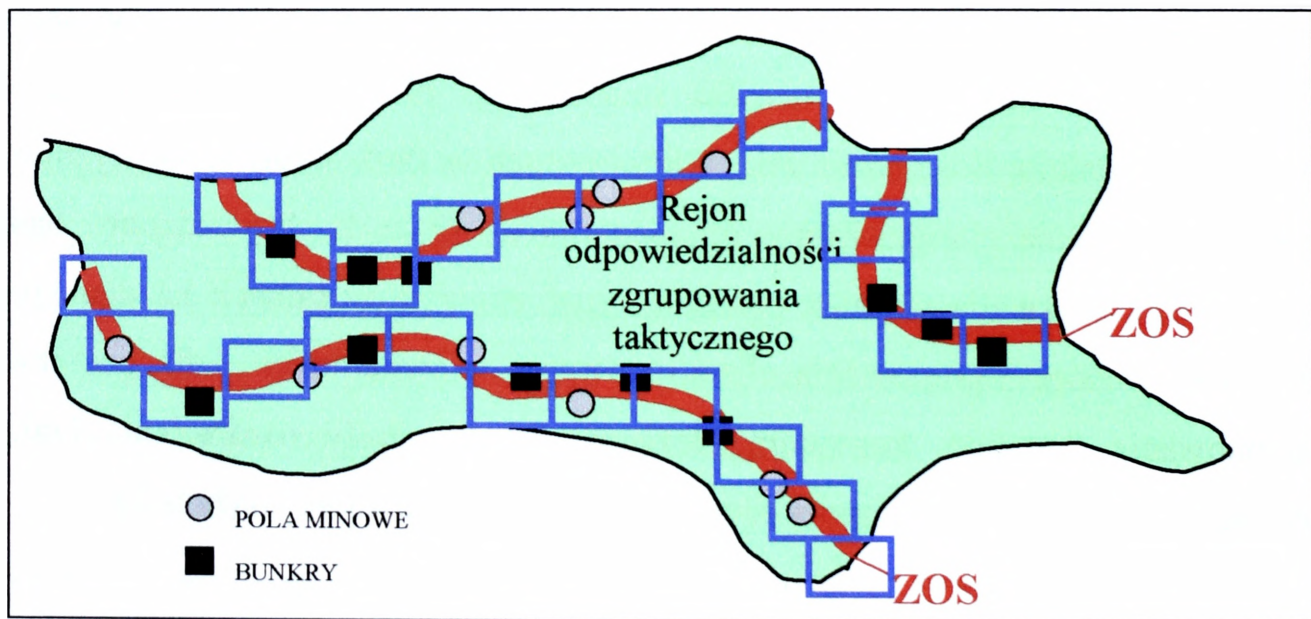 Rejon
odpowiedzialności
zgrupowania
taktycznego
ZOS
POLA MINOWE
BUNKRY
ZOS